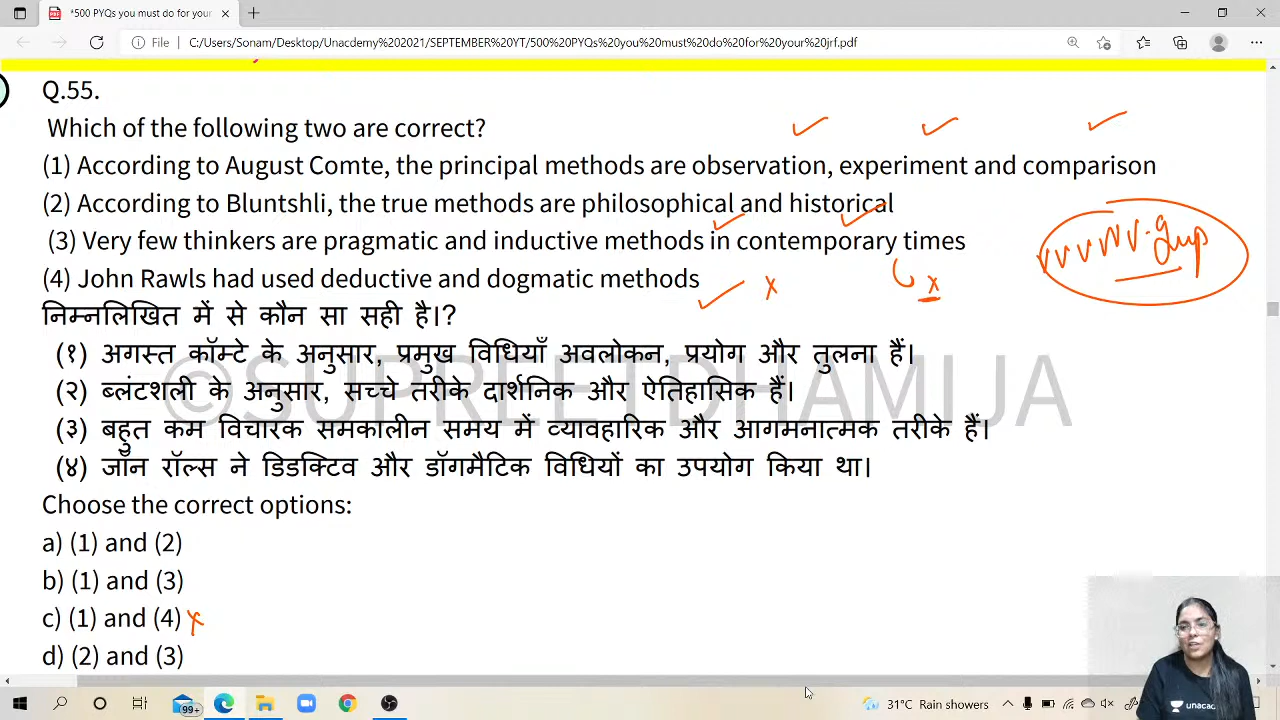 *500 PYQs you must do for your
File
C:/Users/Sonam/Desktop/Unacdemy%202021/SEPTEMBER%20YT/500%20PYQs%20you%20must%20do%20for%20your%20jrf.pdf
Q.55.
Which of the following two are correct?
(1) According to August Comte, the principal methods are observation, experiment and comparison
(2) According to Bluntshli, the true methods are philosophical and historical
(3) Very few thinkers are pragmatic and inductive methods in contemporary times
(4) John Rawls had used deductive and dogmatic methods
निम्नलिखित में से कौन सा सही है।?
(१) अगस्त कॉम्टे के अनुसार, प्रमुख विधियाँ अवलोकन, प्रयोग और तुलना हैं।
(२) ब्लंटशली के अनुसार, सच्चे तरीके दार्शनिक और ऐतिहासिक हैं।
©SUPREETDHAMIJA
(३) बहुत कम विचारक समकालीन समय में व्यावहारिक और आगमनात्मक तरीके हैं।
(४) जॉन रॉल्स ने डिडक्टिव और डॉगमैटिक विधियों का उपयोग किया था।
Choose the correct options:
a) (1) and (2)
b) (1) and (3)
c) (1) and (4)
d) (2) and (3)
unacac
99+
31°C Rain showers